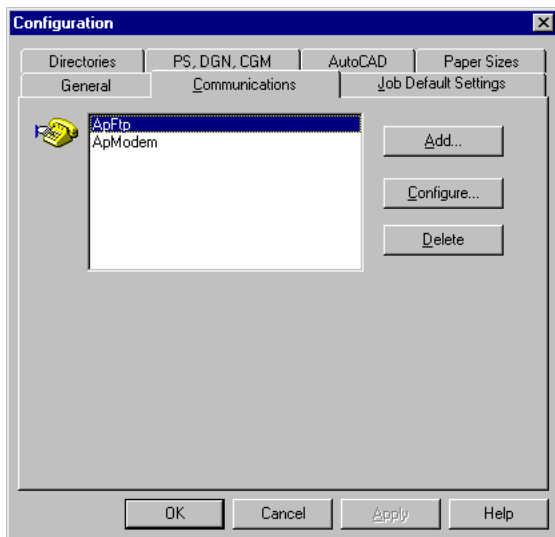 Configuration
Directories PS, DGN, CGM AutoCAD Paper Sizes
General Communications Job Default Settings
ApFtp
ApModem
Add...
Configure...
Delete
OK Cancel Apply Help